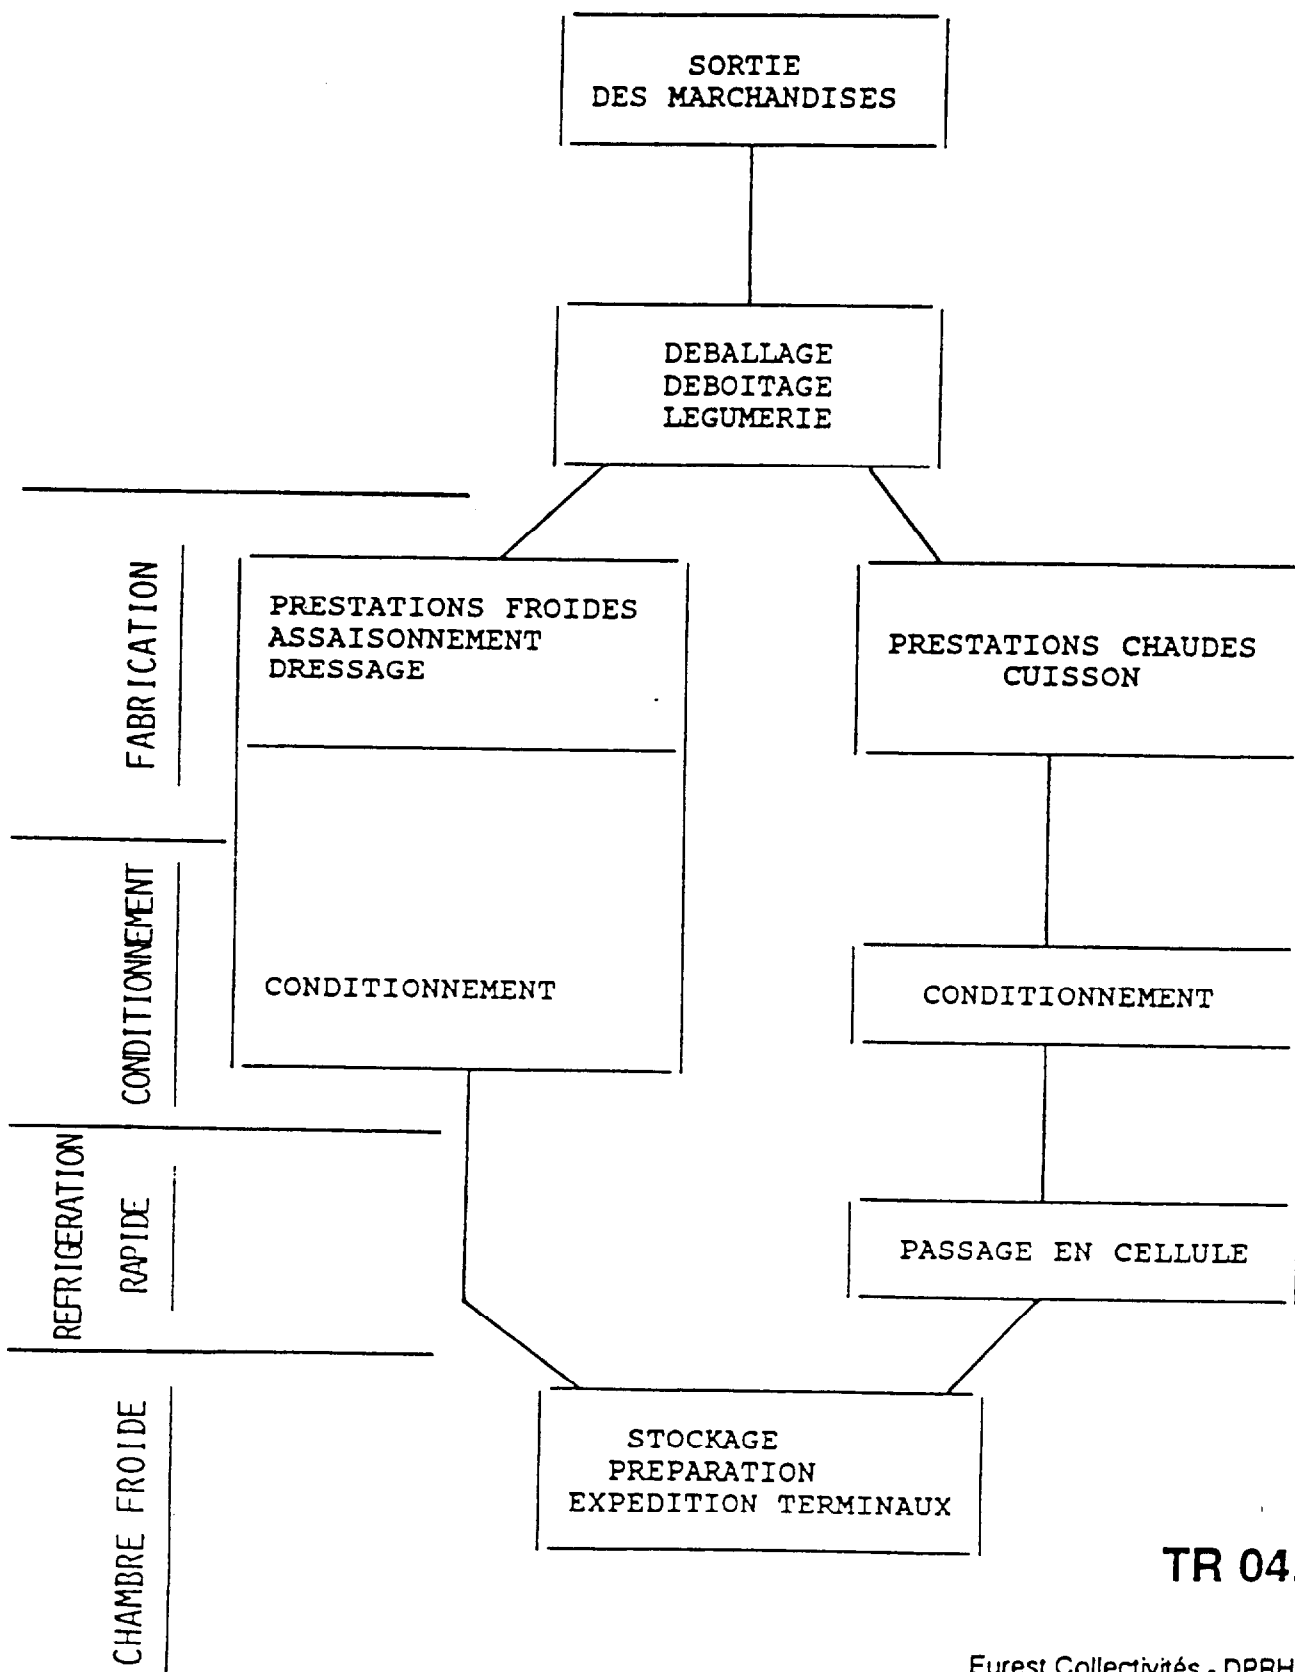 SORTIE
DES MARCHANDISES
DEBALLAGE
DEBOITAGE
LEGUMERIE
FABRICATION
PRESTATIONS FROIDES
ASSAISONNEMENT
DRESSAGE
PRESTATIONS CHAUDES
CUISSON
CONDITIONNEMENT
CONDITIONNEMENT
CONDITIONNEMENT
REFRIGERATION
RAPIDE
PASSAGE EN CELLULE
CHAMBRE FROIDE
STOCKAGE
PREPARATION
EXPEDITION TERMINAUX
TR 04.
Eurest Collectivités - DPRH